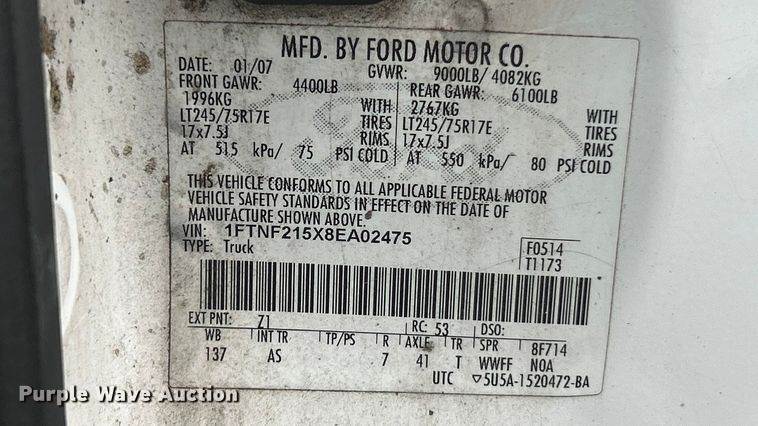 MFD. BY FORD MOTOR CO.
DATE: 01/07 GVWR: 9000LB/ 4082KG
FRONT GAWR: 4400LB REAR GAWR: 6100LB
1996KG WITH 2767KG WITH
LT245/75R17E TIRES LT245/75R17E TIRES
17x7.5J RIMS 17x7.5J RIMS
AT 515 kPa/ 75 PSI COLD AT 550 kPa/ 80 PSI COLD
THIS VEHICLE CONFORMS TO ALL APPLICABLE FEDERAL MOTOR
VEHICLE SAFETY STANDARDS IN EFFECT ON THE DATE OF
MANUFACTURE SHOWN ABOVE.
VIN: 1FTNF215X8EA02475 F0514
TYPE: Truck T1173
EXT PNT: Z1 RC: 53 DSO:
WB INT TR TP/PS R AXLE TR SPR 8F714
137 AS 7 41 T WWFF NOA
UTC ▽5U5A-1520472-BA
Purple Wave Auction